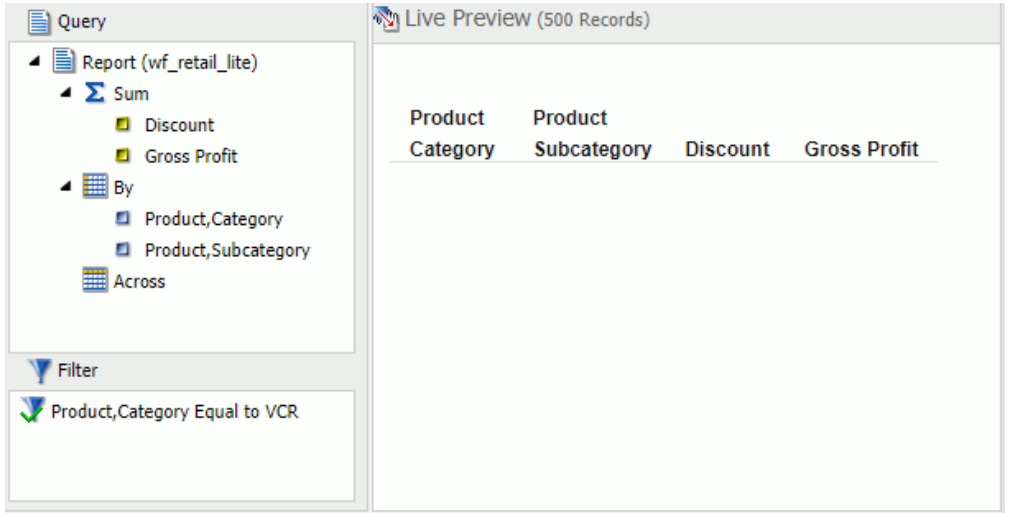 Query
Report (wf_retail_lite)
Sum
Discount
Gross Profit
By
Product,Category
Product,Subcategory
Across
Filter
Product,Category Equal to VCR
Live Preview (500 Records)
Product Product
Category Subcategory Discount Gross Profit